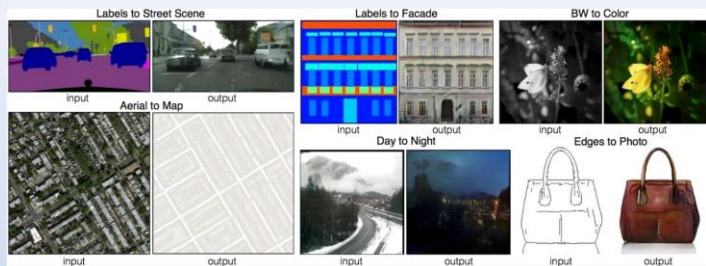 Labels to Street Scene
input
output
Aerial to Map
input
output
Labels to Facade
input
output
BW to Color
input
output
Day to Night
input
output
Edges to Photo
input
output